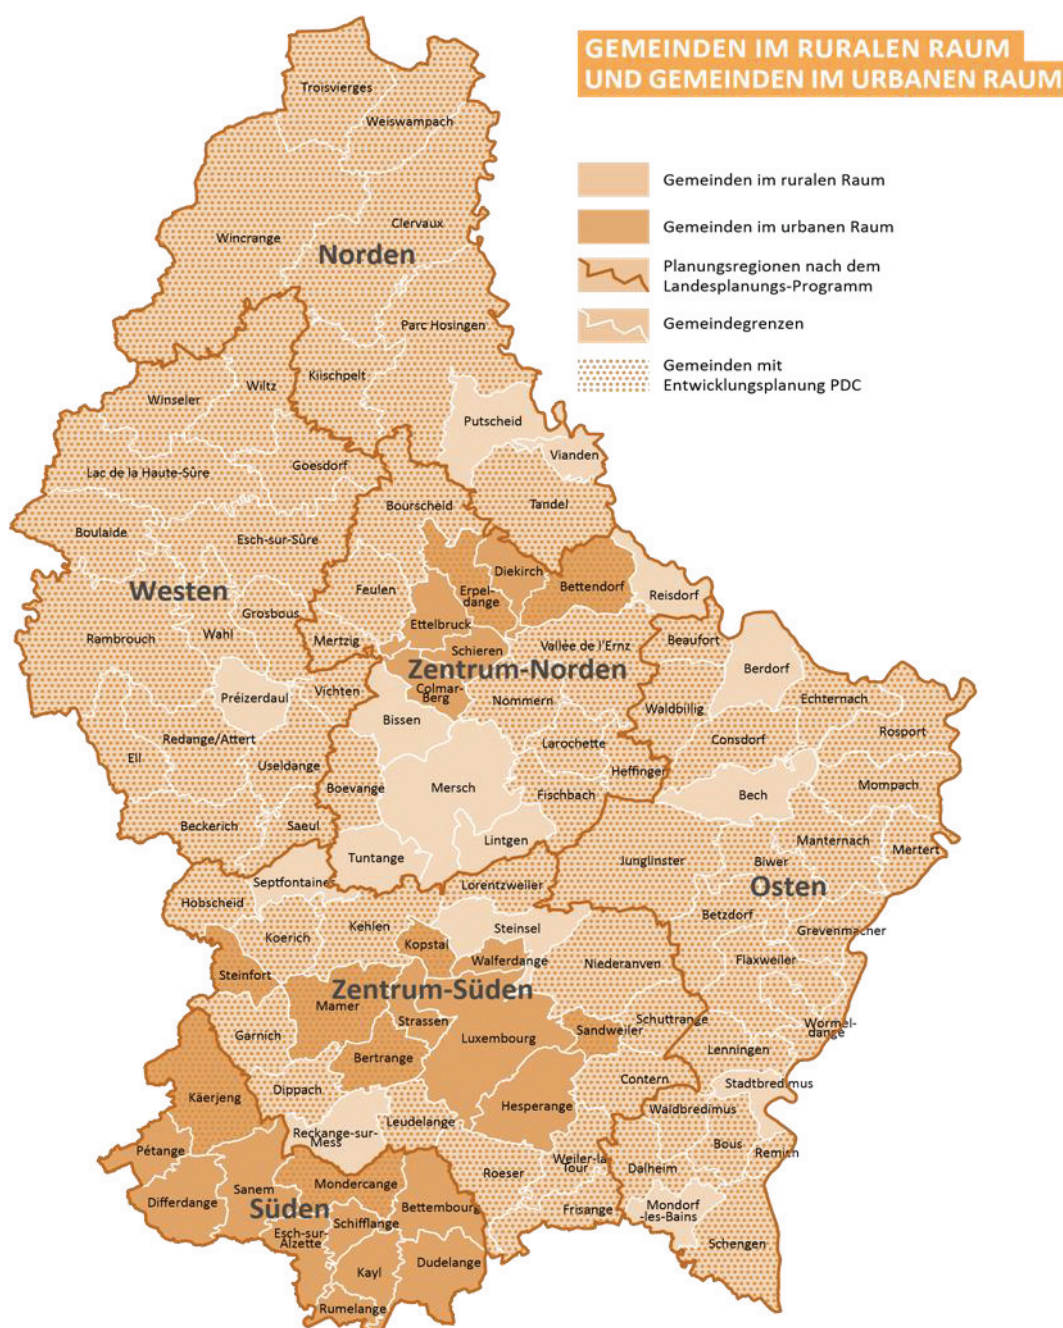 GEMEINDEN IM RURALEN RAUM
UND GEMEINDEN IM URBANEN RAUM
Gemeinden im ruralen Raum
Gemeinden im urbanen Raum
Planungsregionen nach dem
Landesplanungs-Programm
Gemeindegrenzen
Gemeinden mit
Entwicklungsplanung PDC
Troisvierges
Weiswampach
Clervaux
Wincrange
Norden
Parc Hosingen
Kiischpelt
Wiltz
Winseler
Putscheid
Vianden
Goesdorf
Lac de la Haute-Sûre
Tandel
Bourscheid
Boulaide
Esch-sur-Sûre
Diekirch
Bettendorf
Feulen
Erpel-
dange
Westen
Reisdorf
Grosbous
Ettelbruck
Wahl
Rambrouch
Mertzig
Schieren
Vallée de l'Ernz
Beaufort
Zentrum-Norden
Berdorf
Préizerdaul
Vichten
Colmar-
Berg
Nommern
Echternach
Waldbillig
Bissen
Redange/Attert
Larochette
Consdorf
Rosport
Ell
Useldange
Heffinger
Boevange
Mersch
Fischbach
Bech
Mompach
Beckerich
Saeul
Lintgen
Tuntange
Junglinster
Biwer
Manternach
Mertert
Septfontaines
Lorentzweiler
Osten
Hobscheid
Betzdorf
Koerich
Kehlen
Steinsel
Grevenmacher
Kopstal
Walferdange
Niederanven
Flaxweiler
Steinfort
Zentrum-Süden
Mamer
Strassen
Schuttrange
Wormel-
dange
Garnich
Luxembourg
Sandweiler
Lenningen
Bertrange
Contern
Stadtbredimus
Dippach
Käerjeng
Hesperange
Waldbredimus
Leudelange
Reckange-sur-
Mess
Bous
Remich
Pétange
Roeser
Weiler-la
Tour
Dalheim
Mondercange
Sanem
Differdange
Süden
Bettembourg
Frisange
Mondorf
-les-Bains
Schifflange
Esch-sur-
Alzette
Schengen
Kayl
Dudelange
Rumelange